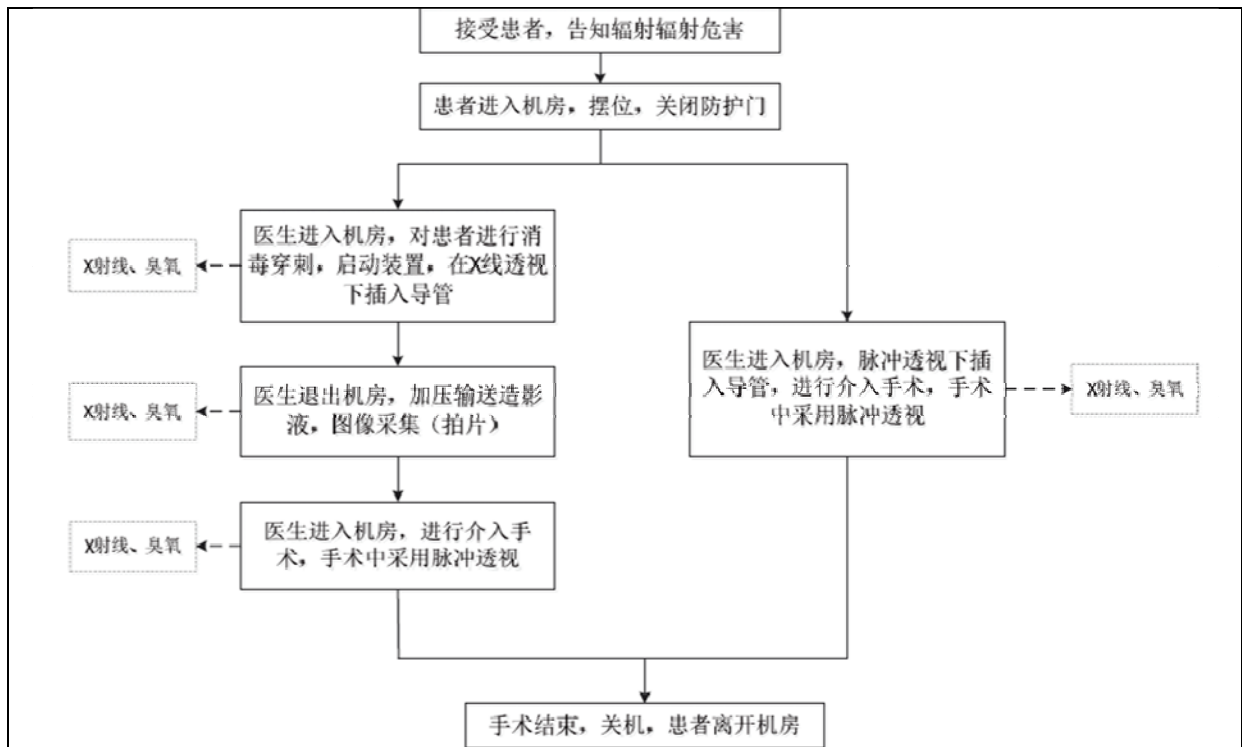 接受患者，告知辐射辐射危害
患者进入机房，摆位，关闭防护门
医生进入机房，对患者进行消
毒穿刺，启动装置，在X线透视
下插入导管
X射线、臭氧
医生退出机房，加压输送造影
液，图像采集（拍片）
X射线、臭氧
医生进入机房，进行介入手
术，手术中采用脉冲透视
X射线、臭氧
医生进入机房，脉冲透视下插
入导管，进行介入手术，手术
中采用脉冲透视
X射线、臭氧
手术结束，关机，患者离开机房